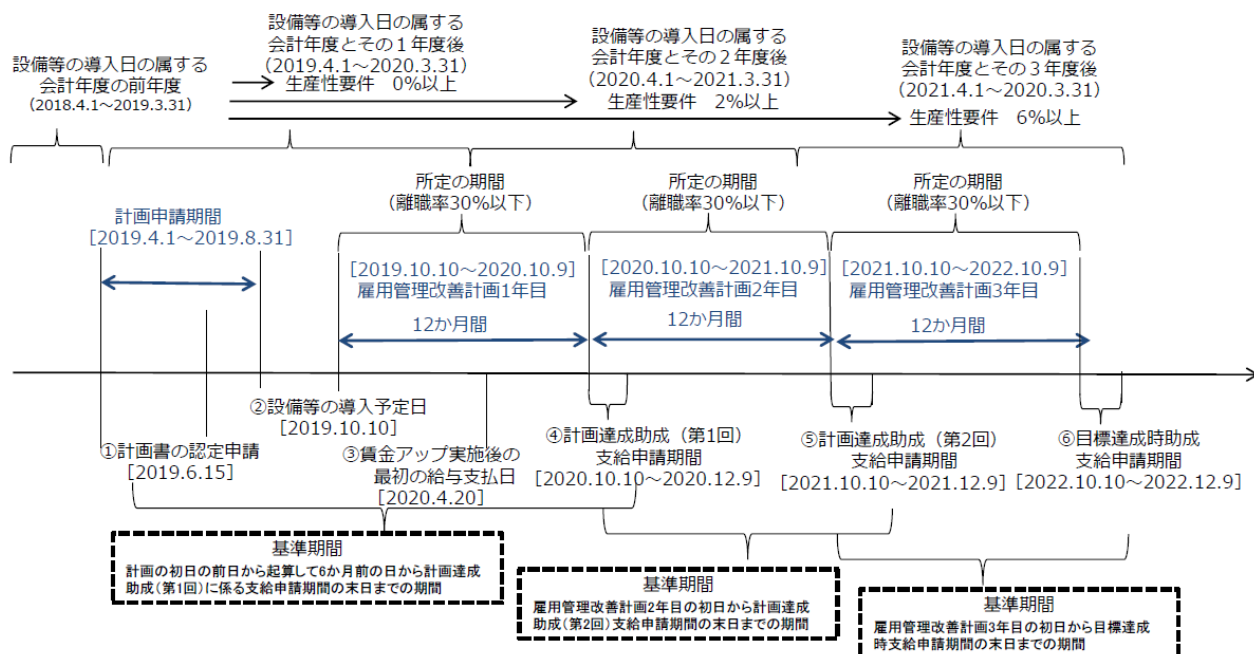 設備等の導入日の属する
会計年度の前年度
(2018.4.1～2019.3.31)
設備等の導入日の属する
会計年度とその１年度後
(2019.4.1～2020.3.31)
生産性要件　0%以上
設備等の導入日の属する
会計年度とその２年度後
(2020.4.1～2021.3.31)
生産性要件　2%以上
設備等の導入日の属する
会計年度とその３年度後
(2021.4.1～2020.3.31)
生産性要件　6%以上
計画申請期間
[2019.4.1～2019.8.31]
所定の期間
(離職率30%以下)
[2019.10.10～2020.10.9]
雇用管理改善計画1年目
12か月間
所定の期間
(離職率30%以下)
[2020.10.10～2021.10.9]
雇用管理改善計画2年目
12か月間
所定の期間
(離職率30%以下)
[2021.10.10～2022.10.9]
雇用管理改善計画3年目
12か月間
①計画書の認定申請
[2019.6.15]
②設備等の導入予定日
[2019.10.10]
③賃金アップ実施後の
最初の給与支払日
[2020.4.20]
④計画達成助成（第1回）
支給申請期間
[2020.10.10～2020.12.9]
⑤計画達成助成（第2回）
支給申請期間
[2021.10.10～2021.12.9]
⑥目標達成時助成
支給申請期間
[2022.10.10～2022.12.9]
基準期間
計画の初日の前日から起算して6か月前の日から計画達成
助成(第1回)に係る支給申請期間の末日までの期間
基準期間
雇用管理改善計画2年目の初日から計画達成
助成(第2回)支給申請期間の末日までの期間
基準期間
雇用管理改善計画3年目の初日から目標達成
時支給申請期間の末日までの期間